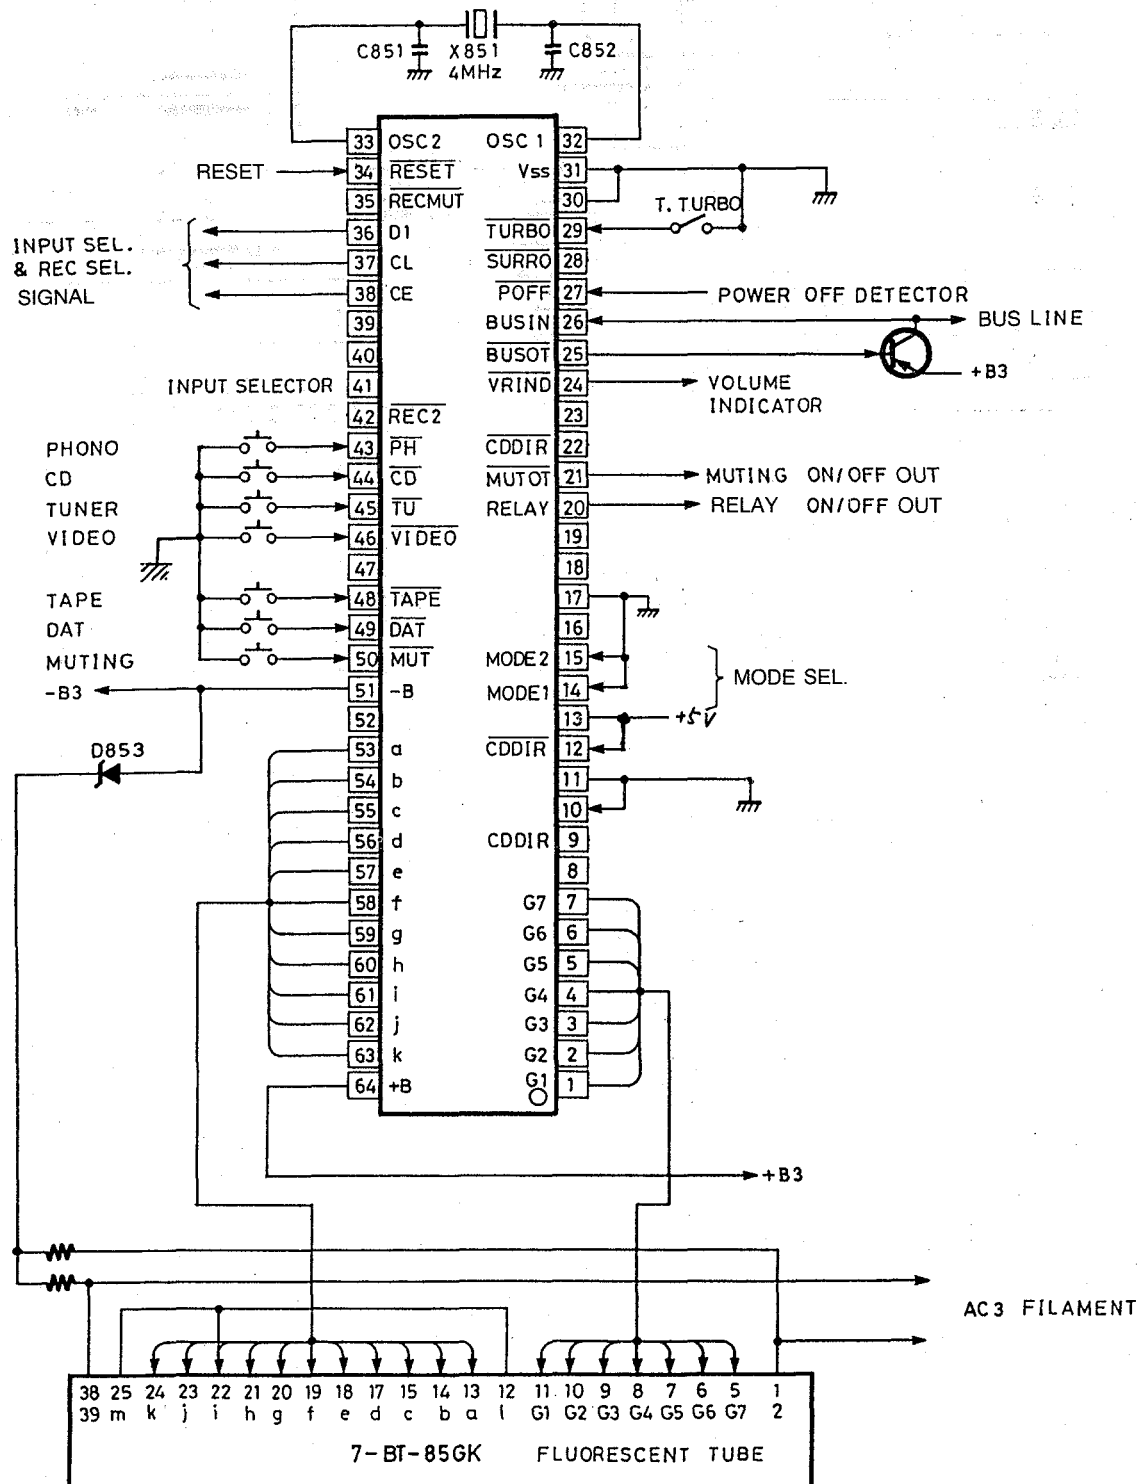 C851
X851
4MHz
C852
33 OSC2 OSC 1 32
RESET 34 RESET Vss 31
35 RECMUT 30
T. TURBO
36 D1 TURBO 29
INPUT SEL.
& REC SEL.
SIGNAL
37 CL SURRO 28
38 CE POFF 27 POWER OFF DETECTOR
39 BUSIN 26 BUS LINE
40 BUSOT 25
+B3
INPUT SELECTOR 41 VRIND 24 VOLUME
INDICATOR
42 REC2 23
PHONO 43 PH CDDIR 22
CD 44 CD MUTOT 21 MUTING ON/OFF OUT
TUNER 45 TU RELAY 20 RELAY ON/OFF OUT
VIDEO 46 VIDEO 19
47 18
TAPE 48 TAPE 17
DAT 49 DAT 16
MUTING 50 MUT MODE2 15
MODE SEL.
-B3 51 -B MODE1 14
52 13 +5V
D853
53 a CDDIR 12
54 b 11
55 c 10
56 d CDDIR 9
57 e 8
58 f G7 7
59 g G6 6
60 h G5 5
61 i G4 4
62 j G3 3
63 k G2 2
64 +B G1 1
+B3
AC3 FILAMENT
38 25 24 23 22 21 20 19 18 17 15 14 13 12 11 10 9 8 7 6 5 1
39 m k j i h g f e d c b a l G1 G2 G3 G4 G5 G6 G7 2
7-BT-85GK FLUORESCENT TUBE